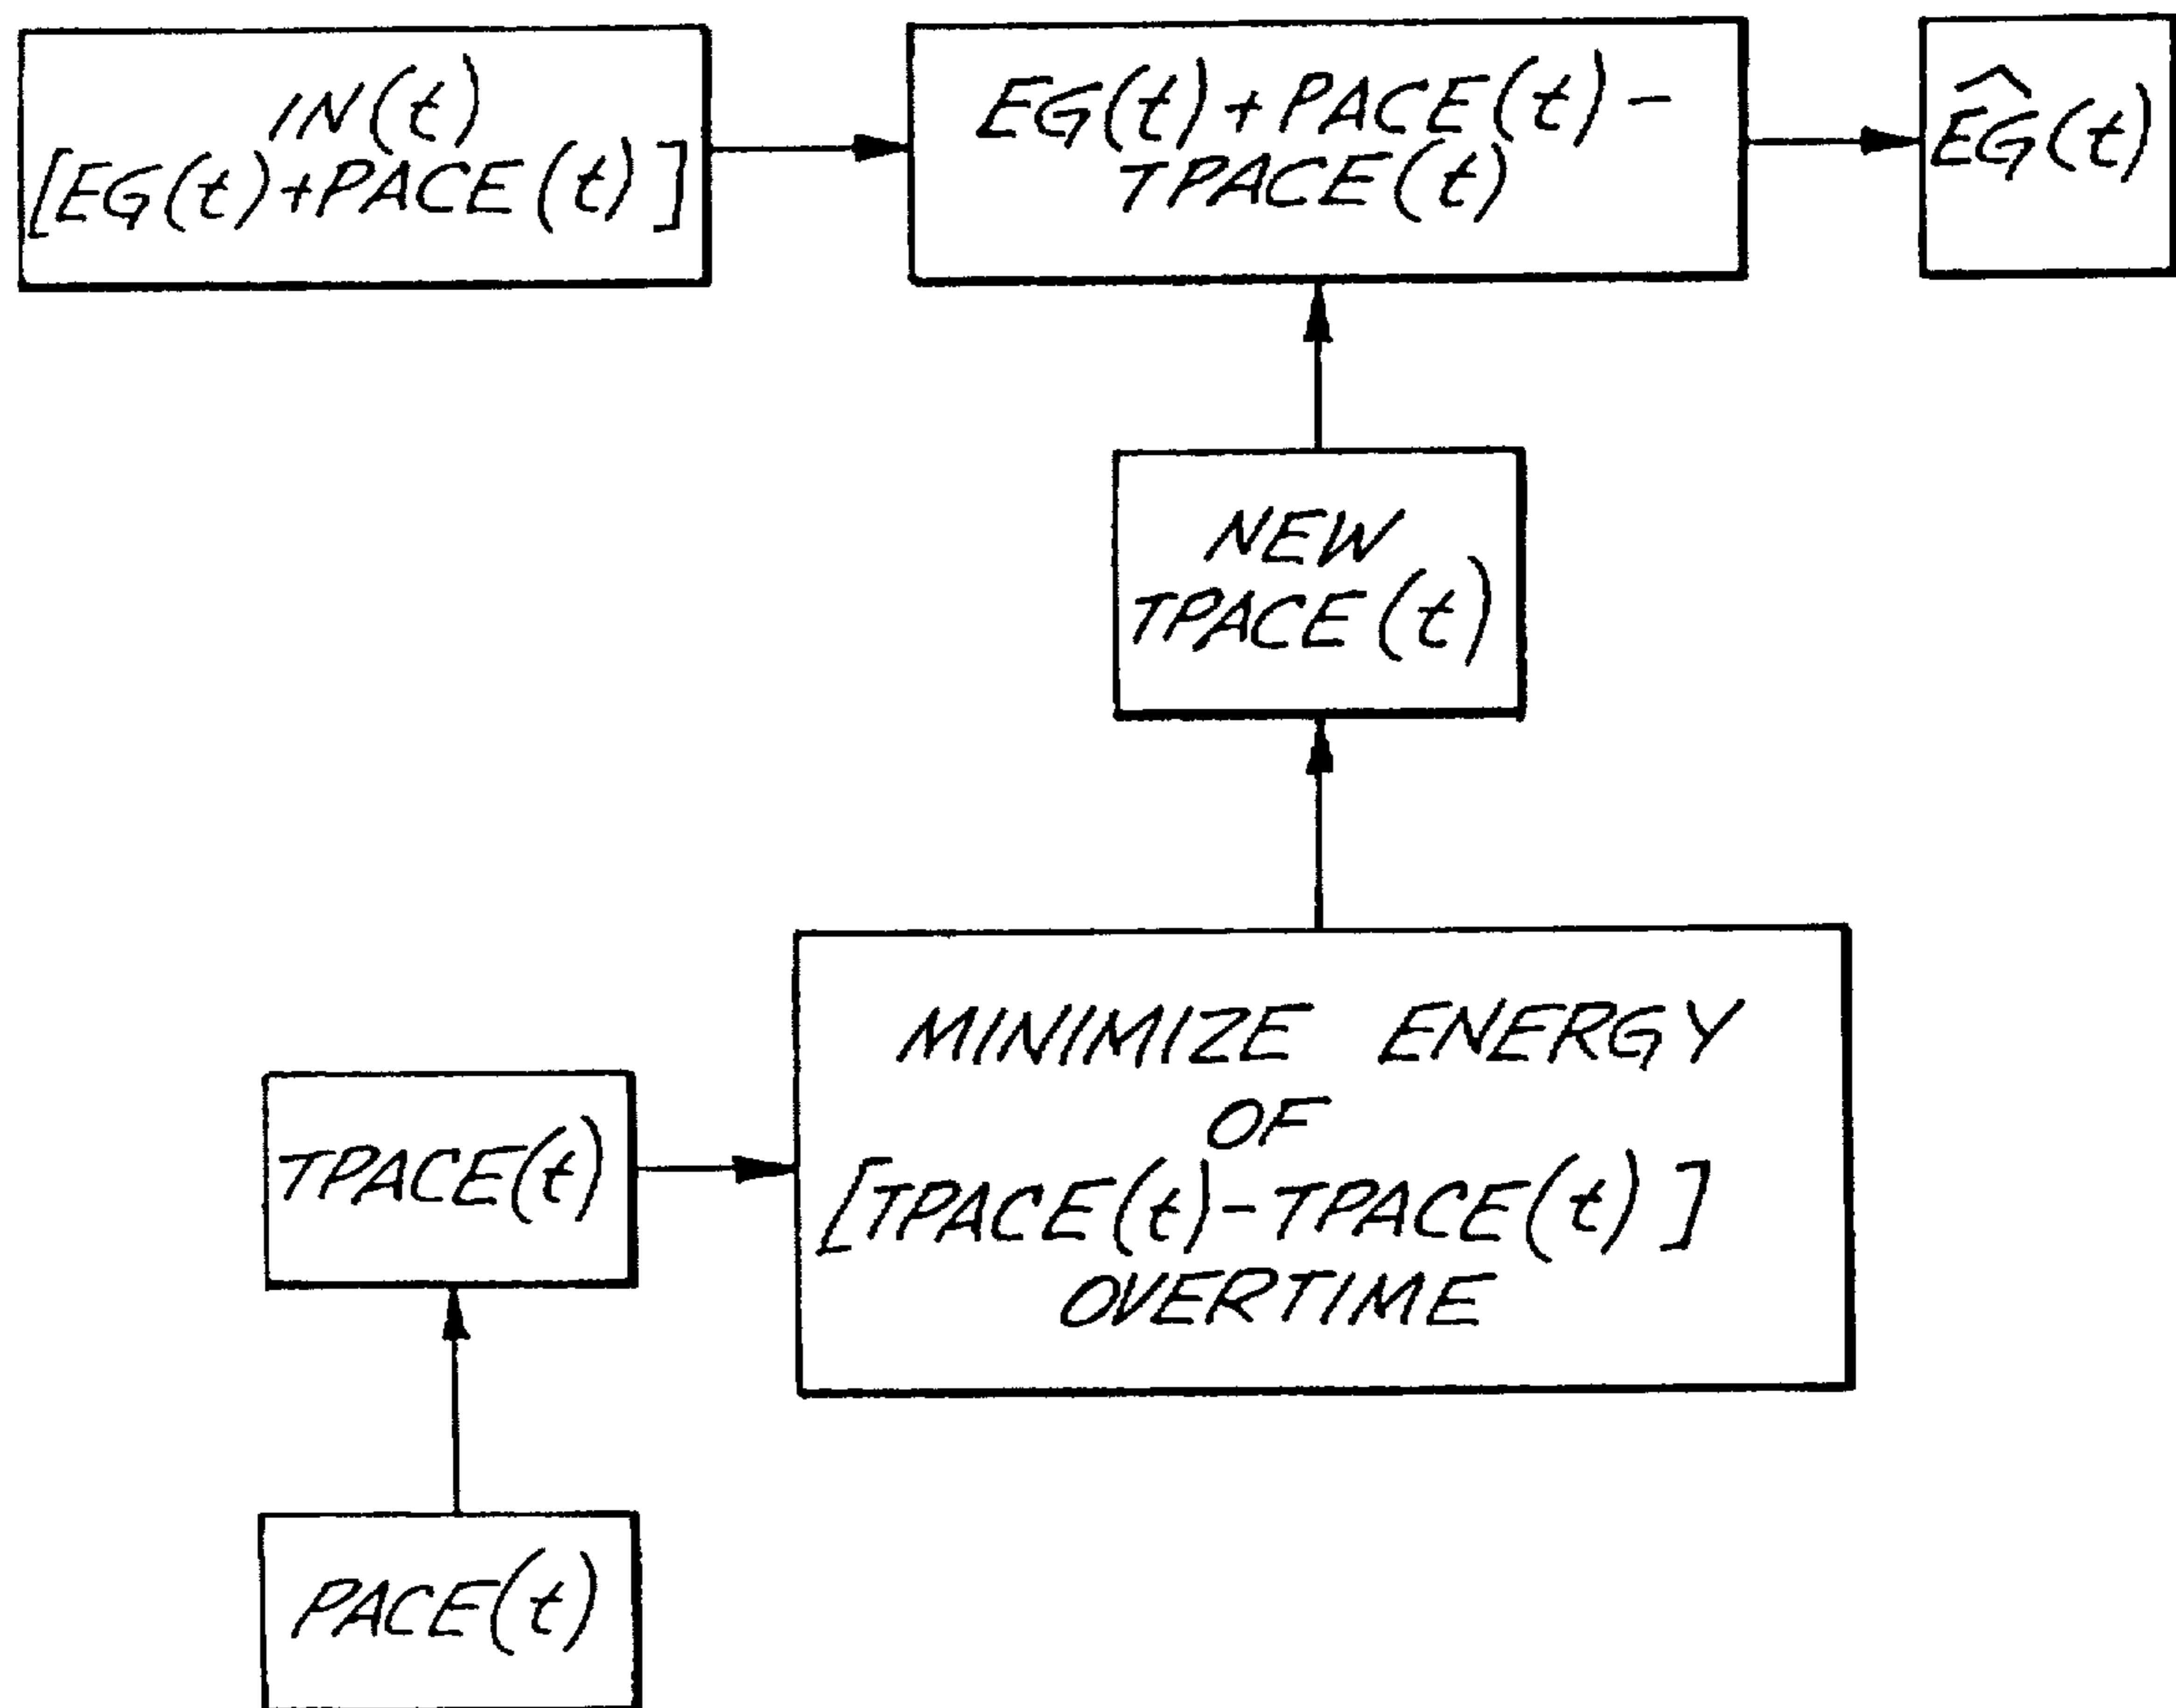 IN(t)
[EG(t)+PACE(t)]
EG(t)+PACE(t)-
TPACE(t)
ÊG(t)
NEW
TPACE(t)
MINIMIZE ENERGY
OF
[TPACE(t)-TPACE(t)]
OVERTIME
TPACE(t)
PACE(t)